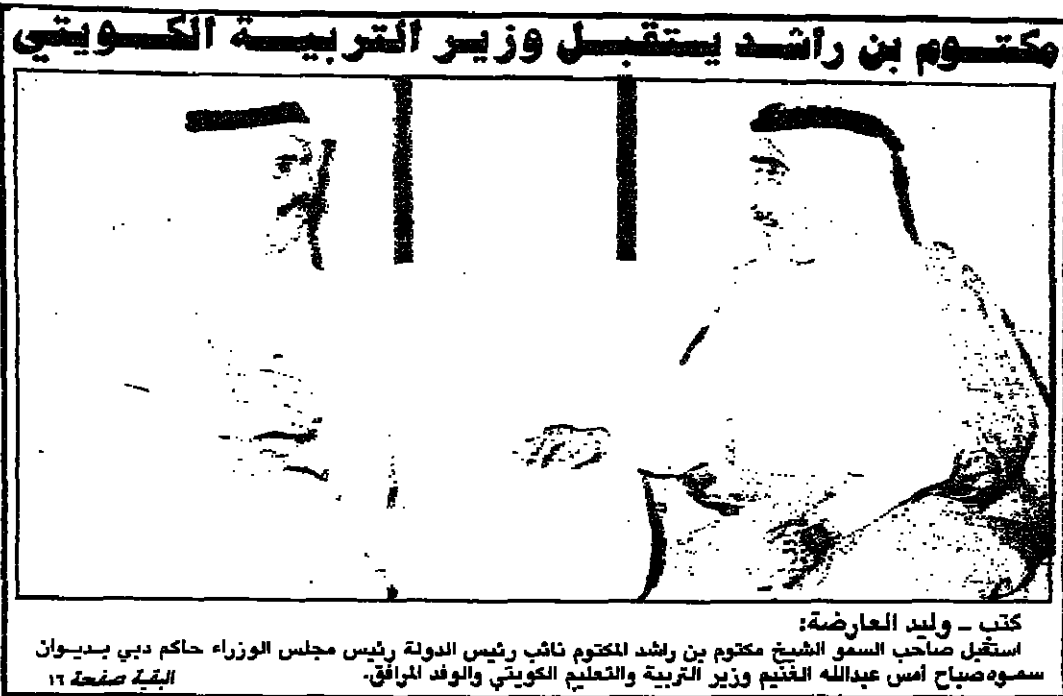 مكتوم بن راشد يستقبل وزير التربية الكويتي
كتب - وليد العارضة:
استقبل صاحب السمو الشيخ مكتوم بن راشد المكتوم نائب رئيس الدولة رئيس مجلس الوزراء حاكم دبي بديوان
سموه صباح أمس عبدالله الغنيم وزير التربية والتعليم الكويتي والوفد المرافق.
البقية صفحة ١٦